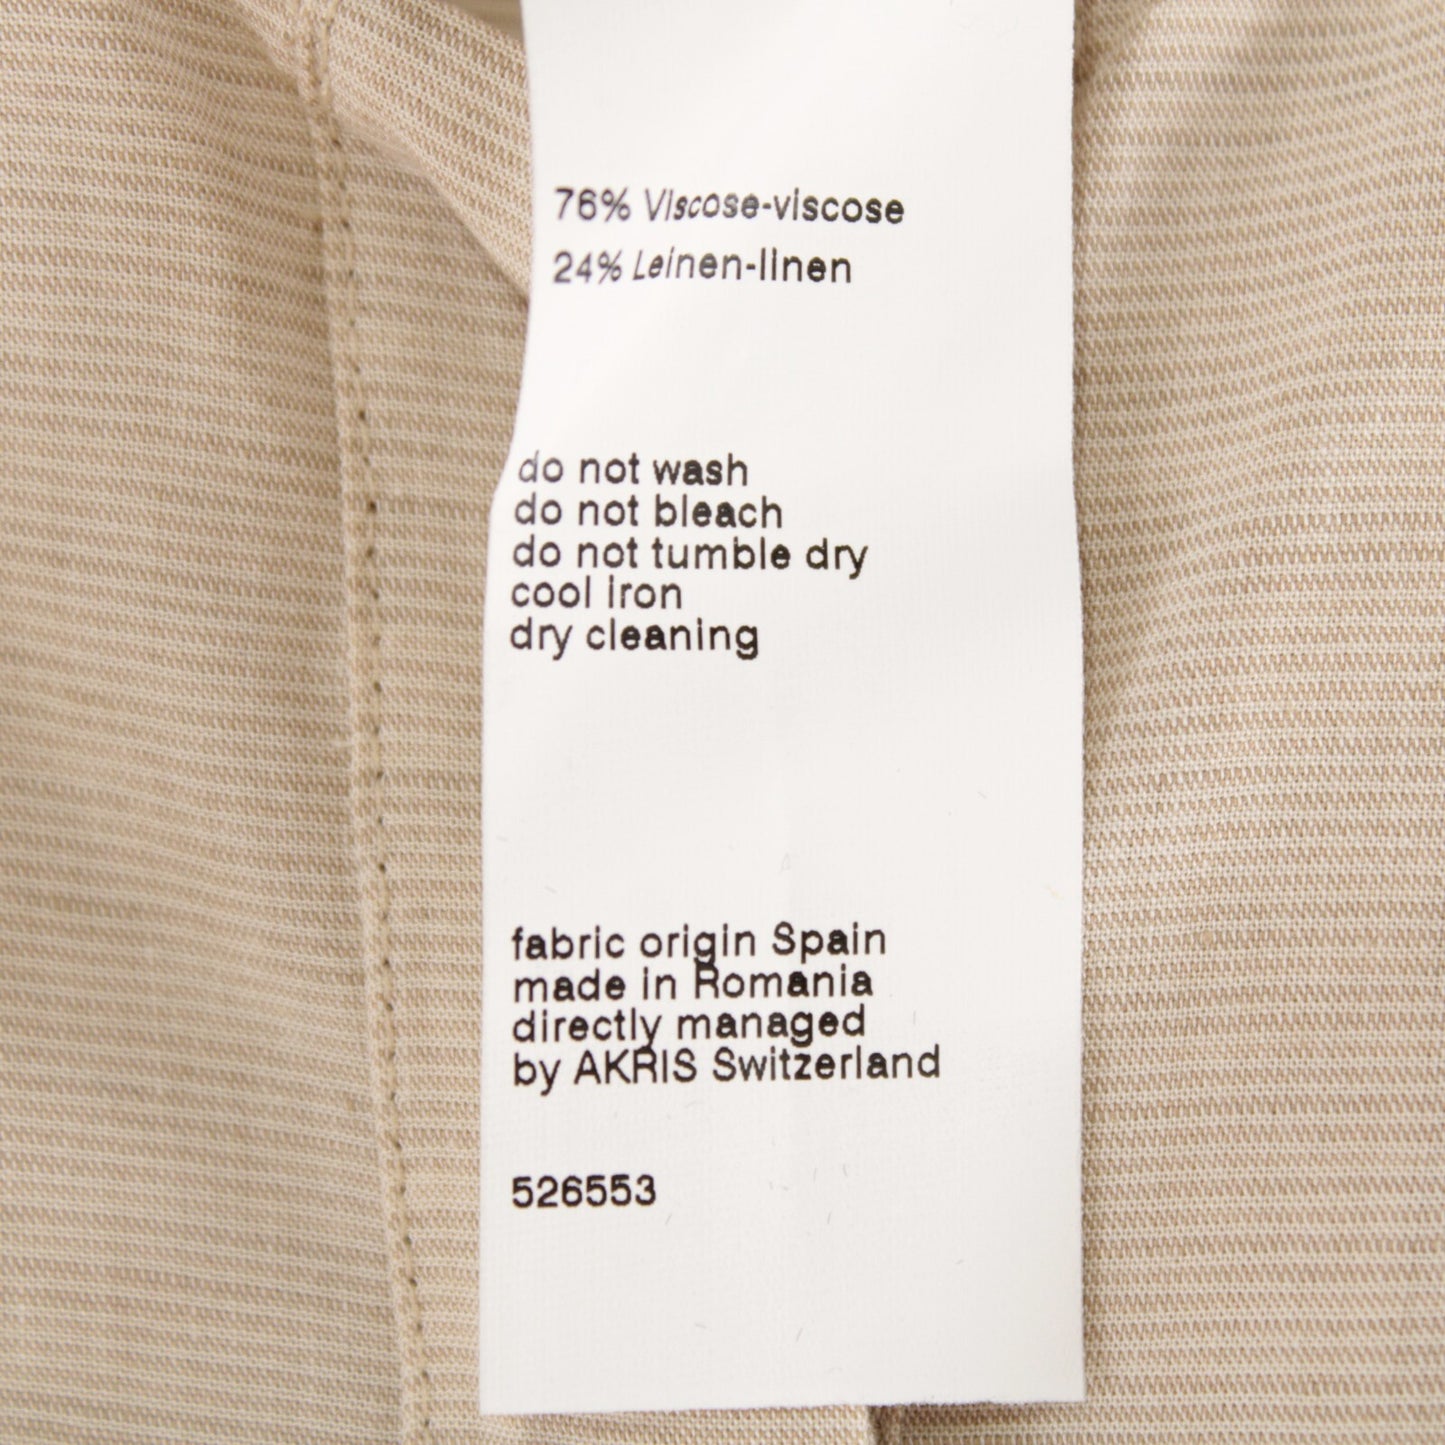 76% Viscose-viscose
24% Leinen-linen
do not wash
do not bleach
do not tumble dry
cool iron
dry cleaning
fabric origin Spain
made in Romania
directly managed
by AKRIS Switzerland
526553